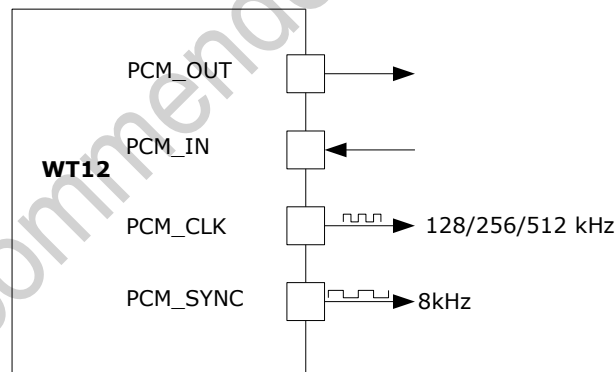 PCM_OUT
PCM_IN
WT12
PCM_CLK
128/256/512 kHz
PCM_SYNC
8kHz